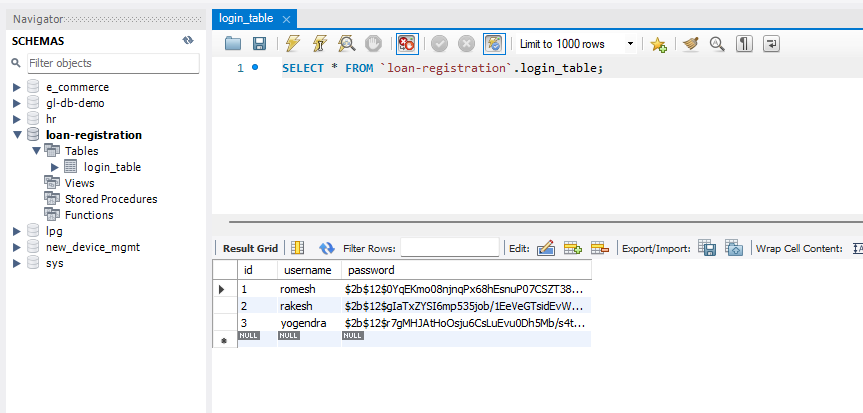 Navigator
SCHEMAS
Filter objects
e_commerce
gl-db-demo
hr
loan-registration
Tables
login_table
Views
Stored Procedures
Functions
lpg
new_device_mgmt
sys
login_table
Limit to 1000 rows
1 SELECT * FROM `loan-registration`.login_table;
Result Grid Filter Rows: Edit: Export/Import: Wrap Cell Content:
id username password
1 romesh $2b$12$0YqEKmo08njnqPx68hEsnuP07CSZT38...
2 rakesh $2b$12$gIaTxZYSI6mp535job/1EeVeGTsidEvW...
3 yogendra $2b$12$r7gMHJAtHoOsju6CsLuEvu0Dh5Mb/s4t...
NULL NULL NULL